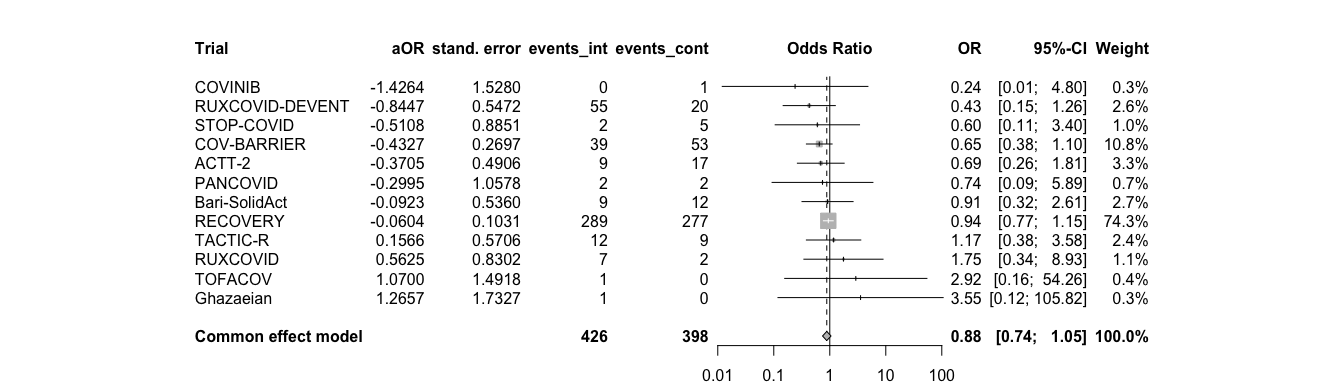 Trial aOR stand. error events_int events_cont Odds Ratio OR 95%-CI Weight
COVINIB -1.4264 1.5280 0 1 0.24 [0.01; 4.80] 0.3%
RUXCOVID-DEVENT -0.8447 0.5472 55 20 0.43 [0.15; 1.26] 2.6%
STOP-COVID -0.5108 0.8851 2 5 0.60 [0.11; 3.40] 1.0%
COV-BARRIER -0.4327 0.2697 39 53 0.65 [0.38; 1.10] 10.8%
ACTT-2 -0.3705 0.4906 9 17 0.69 [0.26; 1.81] 3.3%
PANCOVID -0.2995 1.0578 2 2 0.74 [0.09; 5.89] 0.7%
Bari-SolidAct -0.0923 0.5360 9 12 0.91 [0.32; 2.61] 2.7%
RECOVERY -0.0604 0.1031 289 277 0.94 [0.77; 1.15] 74.3%
TACTIC-R 0.1566 0.5706 12 9 1.17 [0.38; 3.58] 2.4%
RUXCOVID 0.5625 0.8302 7 2 1.75 [0.34; 8.93] 1.1%
TOFACOV 1.0700 1.4918 1 0 2.92 [0.16; 54.26] 0.4%
Ghazaeian 1.2657 1.7327 1 0 3.55 [0.12; 105.82] 0.3%
Common effect model 426 398 0.88 [0.74; 1.05] 100.0%
0.01 0.1 1 10 100